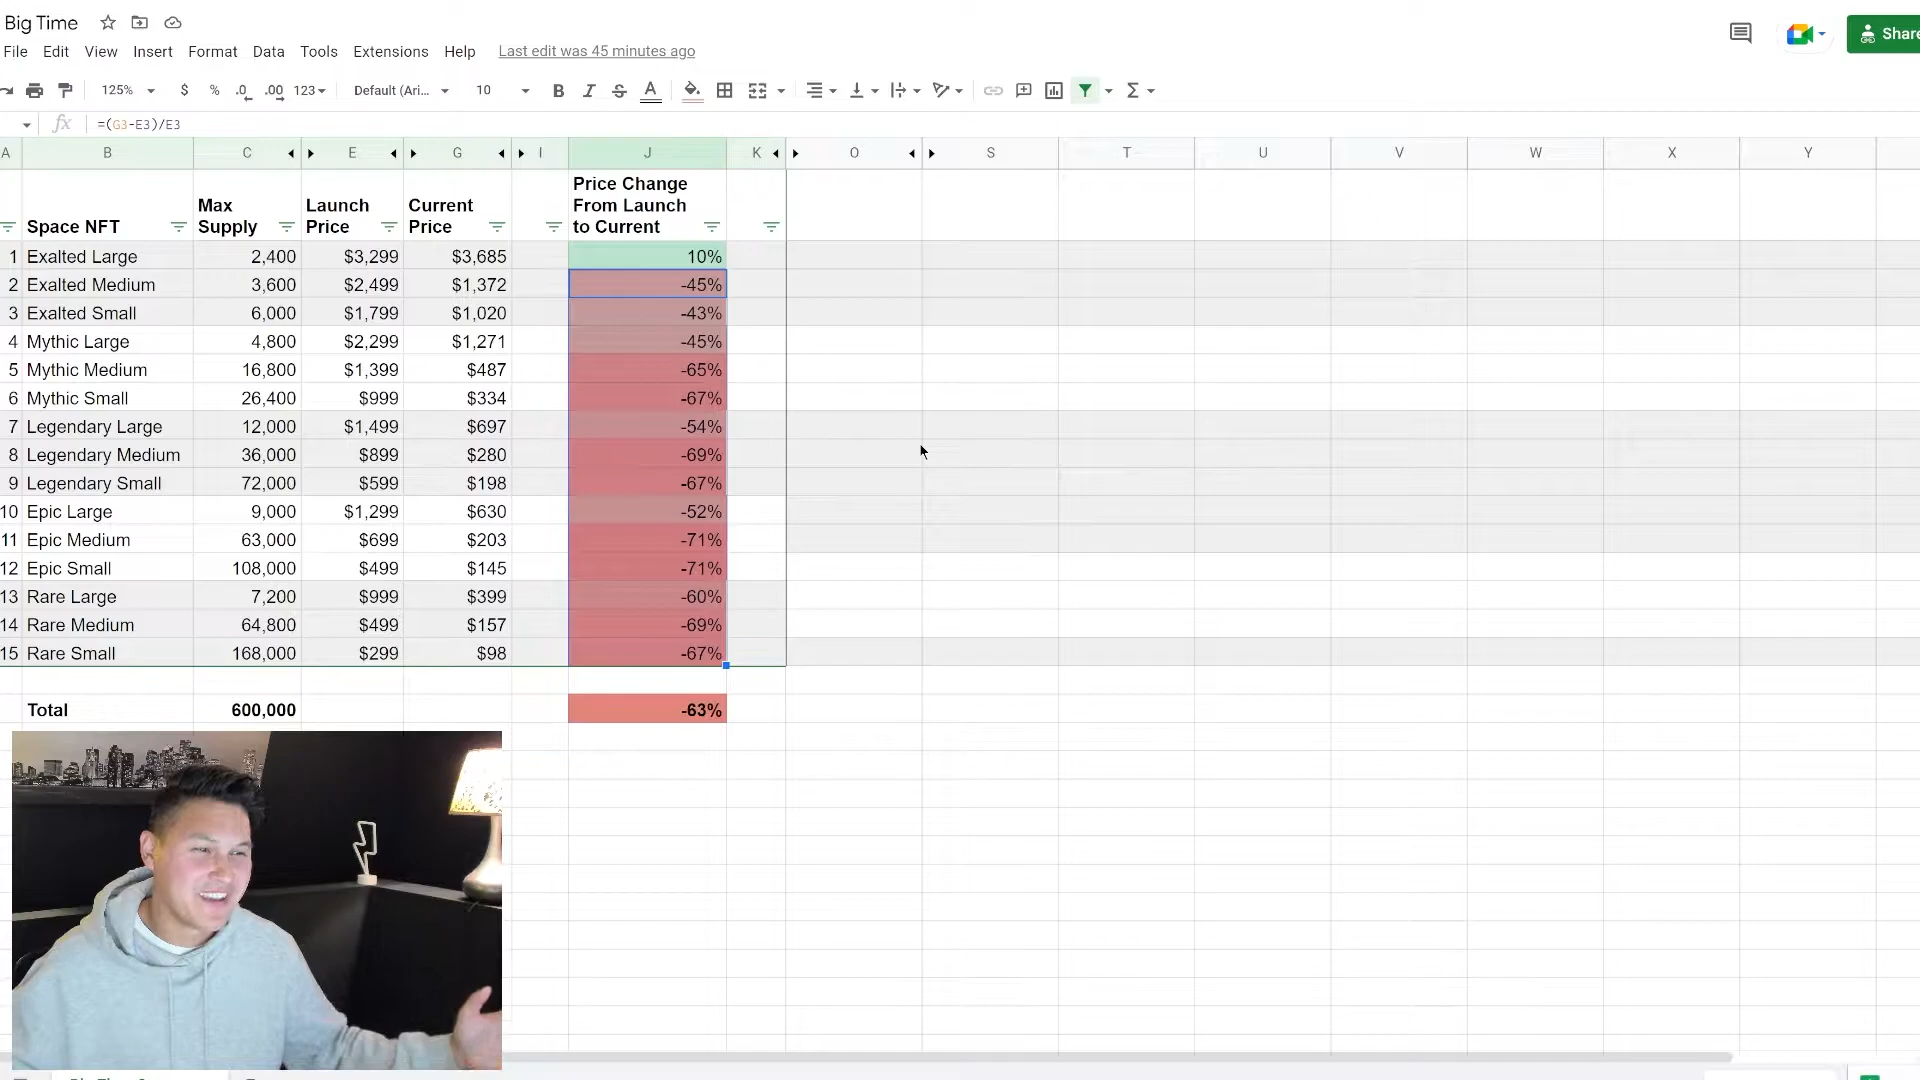 Big Time
File Edit View Insert Format Data Tools Extensions Help Last edit was 45 minutes ago
Share
125% $ % .0 .00 123 Default (Ari... 10 B I S A Σ
fx =(G3-E3)/E3
A B C E G I J K O S T U V W X Y
Space NFT Max Supply Launch Price Current Price Price Change From Launch to Current
1 Exalted Large 2,400 $3,299 $3,685 10%
2 Exalted Medium 3,600 $2,499 $1,372 -45%
3 Exalted Small 6,000 $1,799 $1,020 -43%
4 Mythic Large 4,800 $2,299 $1,271 -45%
5 Mythic Medium 16,800 $1,399 $487 -65%
6 Mythic Small 26,400 $999 $334 -67%
7 Legendary Large 12,000 $1,499 $697 -54%
8 Legendary Medium 36,000 $899 $280 -69%
9 Legendary Small 72,000 $599 $198 -67%
10 Epic Large 9,000 $1,299 $630 -52%
11 Epic Medium 63,000 $699 $203 -71%
12 Epic Small 108,000 $499 $145 -71%
13 Rare Large 7,200 $999 $399 -60%
14 Rare Medium 64,800 $499 $157 -69%
15 Rare Small 168,000 $299 $98 -67%
Total 600,000 -63%